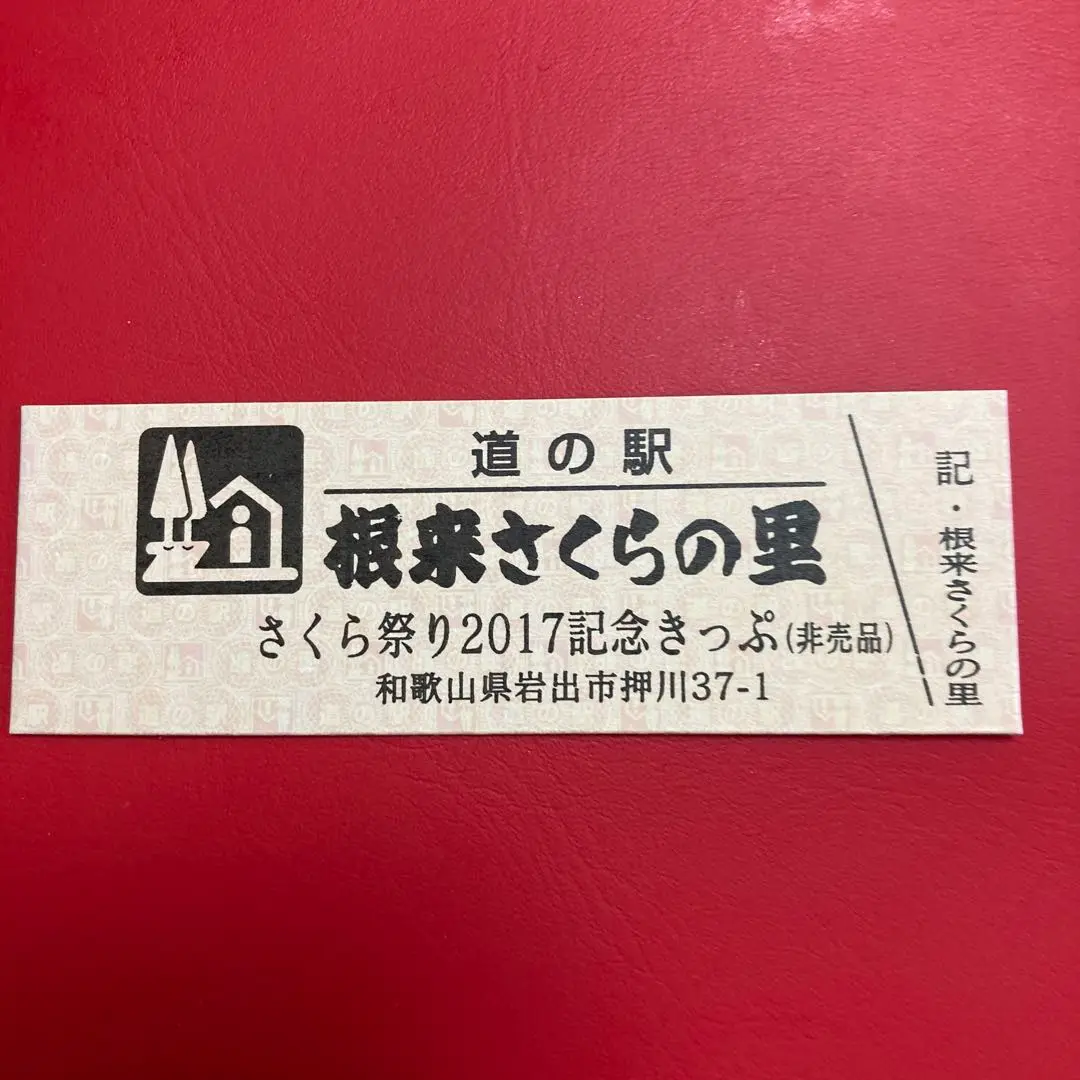 道の駅
根来さくらの里
さくら祭り2017記念きっぷ(非売品)
和歌山県岩出市押川37-1
記・根来さくらの里